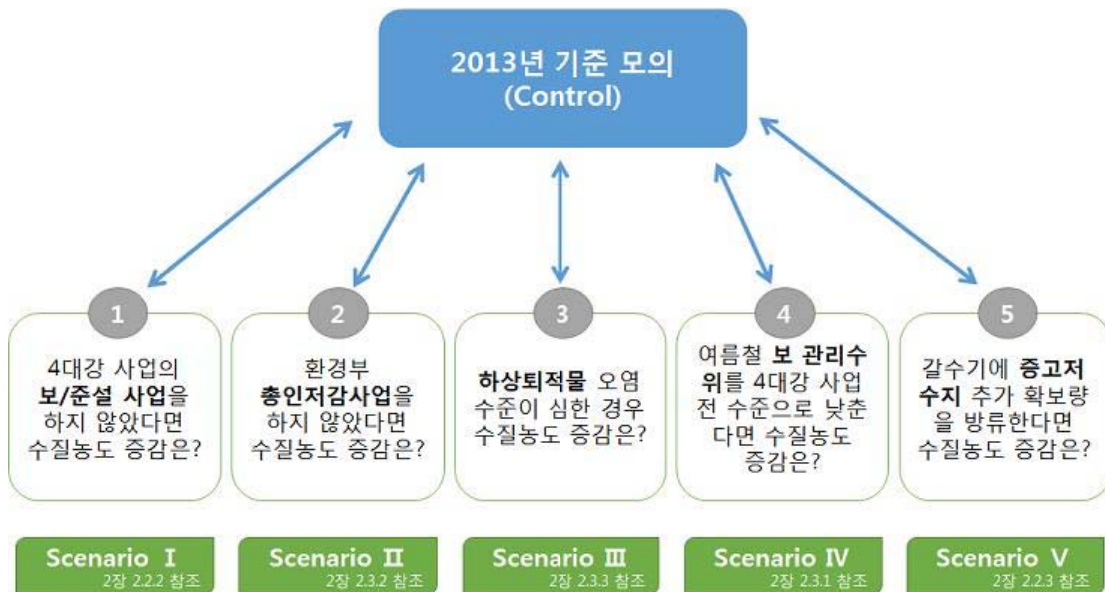 2013년 기준 모의
(Control)
1
4대강 사업의
보/준설 사업을
하지 않았다면
수질농도 증감은?
2
환경부
총인저감사업을
하지 않았다면
수질농도 증감은?
3
하상퇴적물 오염
수준이 심한 경우
수질농도 증감은?
4
여름철 보 관리수
위를 4대강 사업
전 수준으로 낮춘
다면 수질농도
증감은?
5
갈수기에 증고저
수지 추가 확보량
을 방류한다면
수질농도 증감은?
Scenario Ⅰ
2장 2.2.2 참조
Scenario Ⅱ
2장 2.3.2 참조
Scenario Ⅲ
2장 2.3.3 참조
Scenario Ⅳ
2장 2.3.1 참조
Scenario Ⅴ
2장 2.2.3 참조